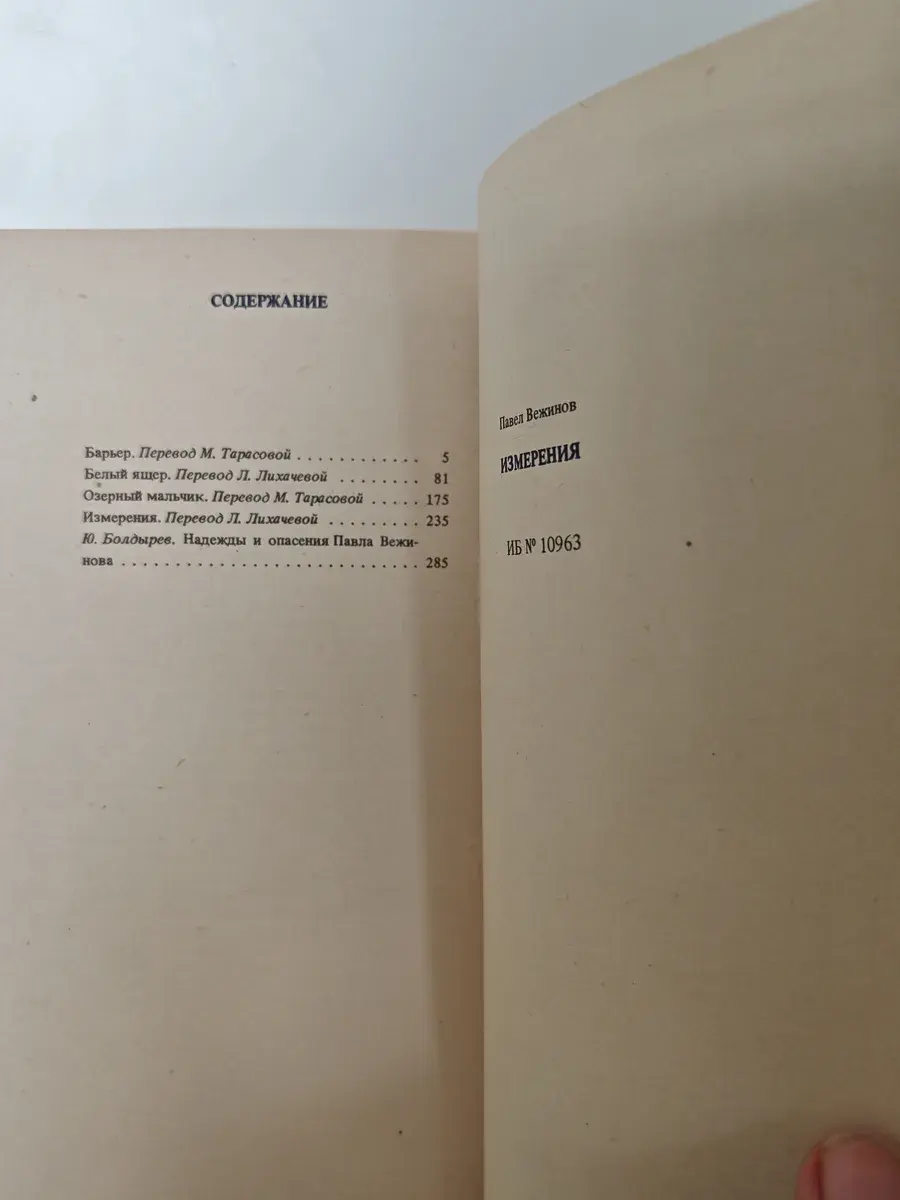 СОДЕРЖАНИЕ
Барьер. Перевод М. Тарасовой . . . . . . . . . . . . 5
Белый ящер. Перевод Л. Лихачевой . . . . . . . . 81
Озерный мальчик. Перевод М. Тарасовой . . . . . 175
Измерения. Перевод Л. Лихачевой . . . . . . . . . 235
Ю. Болдырев. Надежды и опасения Павла Вежи-
нова . . . . . . . . . . . . . . . . . . . . . . . . . . . . 285
Павел Вежинов
ИЗМЕРЕНИЯ
ИБ № 10963